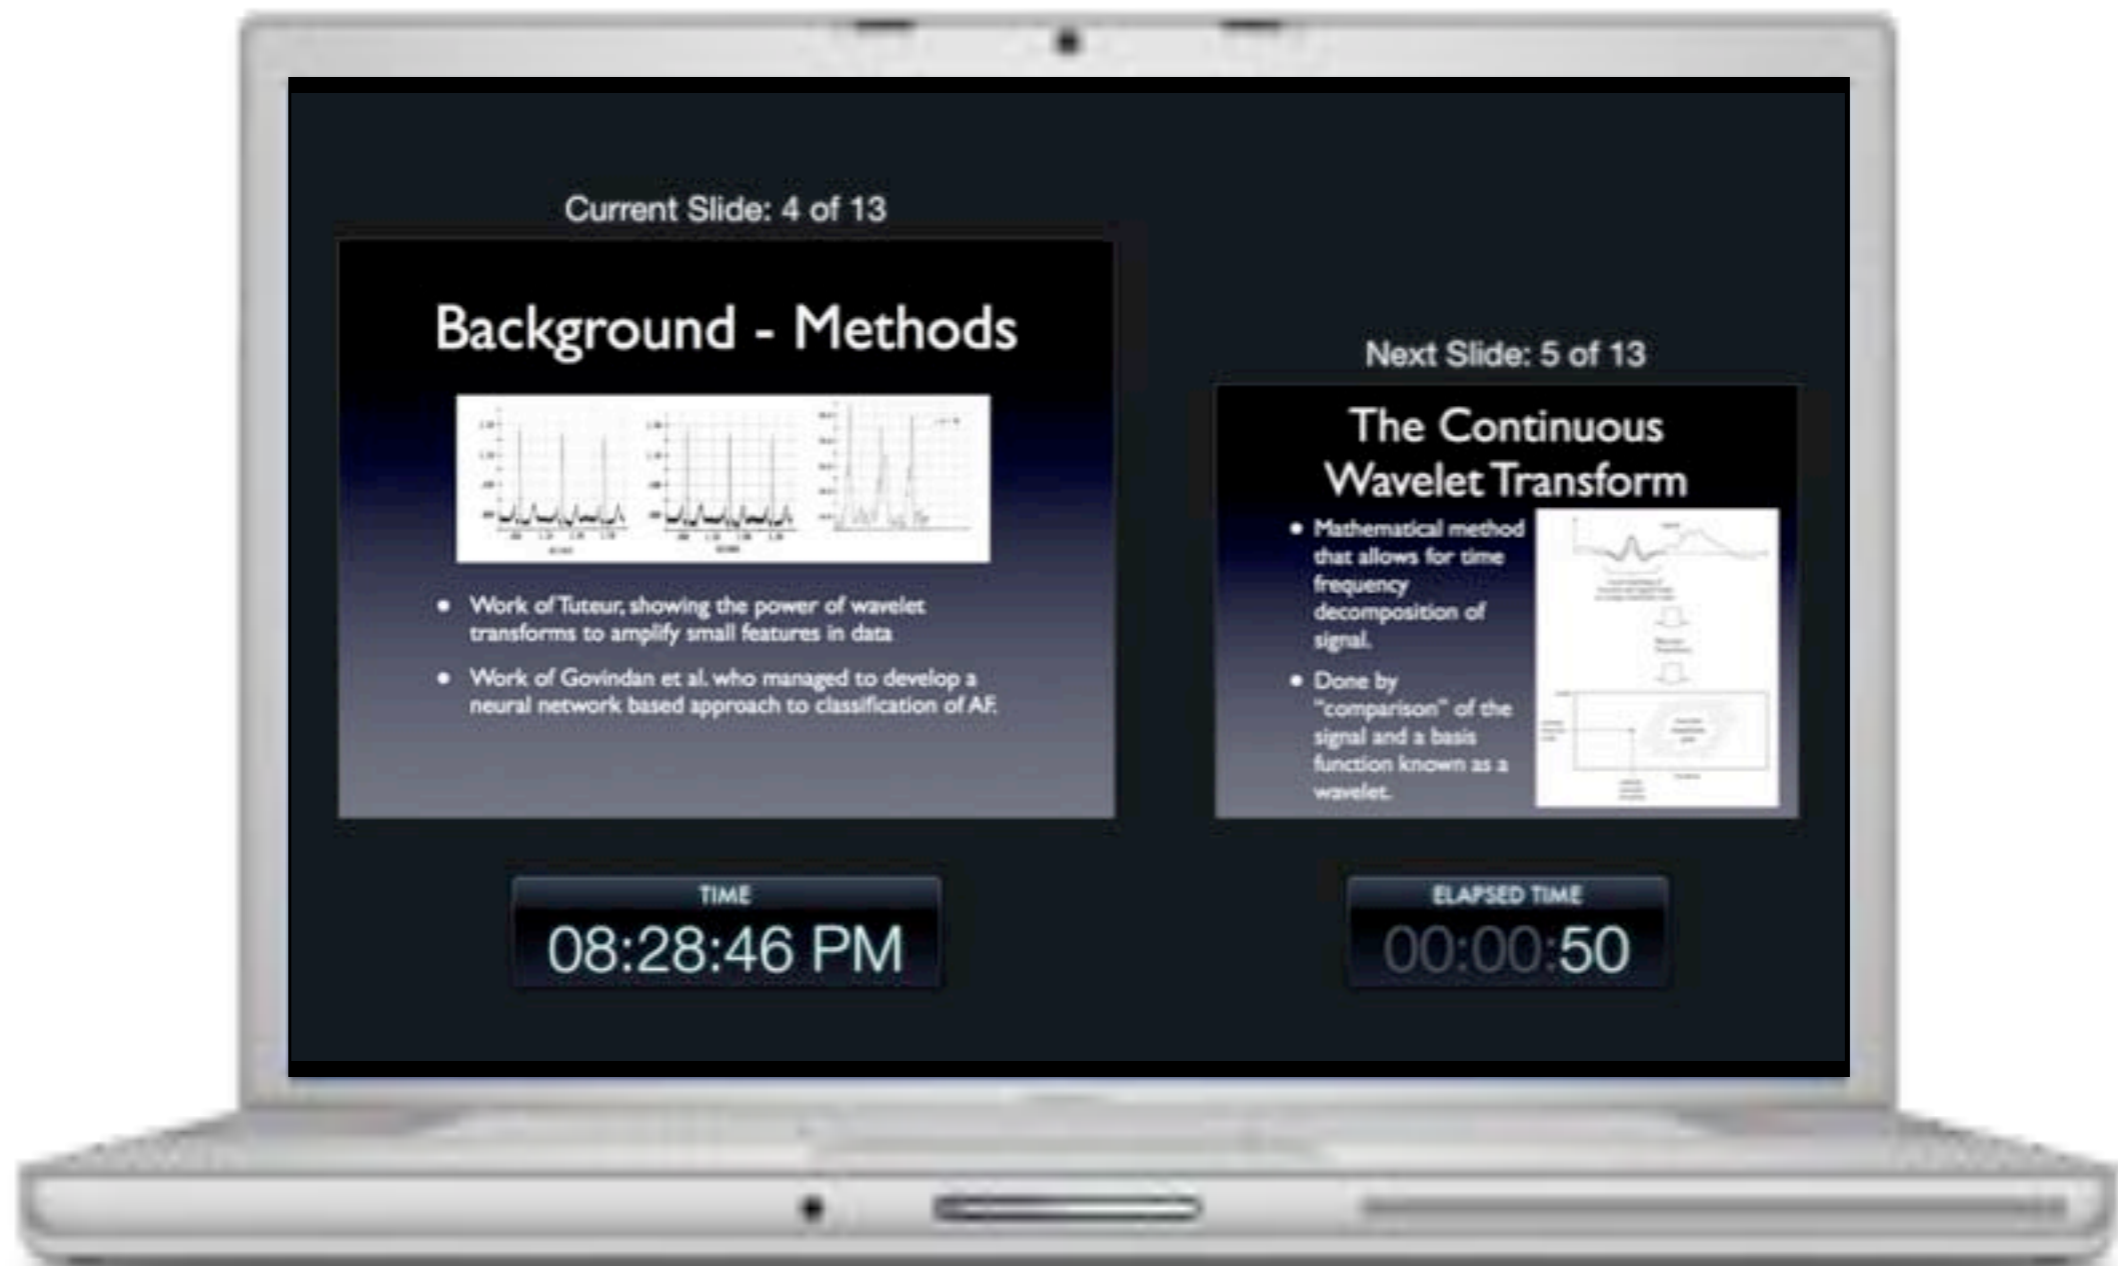 Current Slide: 4 of 13
Background - Methods
• Work of Tuteur, showing the power of wavelet
transforms to amplify small features in data
• Work of Govindan et al. who managed to develop a
neural network based approach to classification of AF.
TIME
08:28:46 PM
Next Slide: 5 of 13
The Continuous
Wavelet Transform
• Mathematical method
that allows for time
frequency
decomposition of
signal.
• Done by
"comparison" of the
signal and a basis
function known as a
wavelet.
ELAPSED TIME
00:00:50